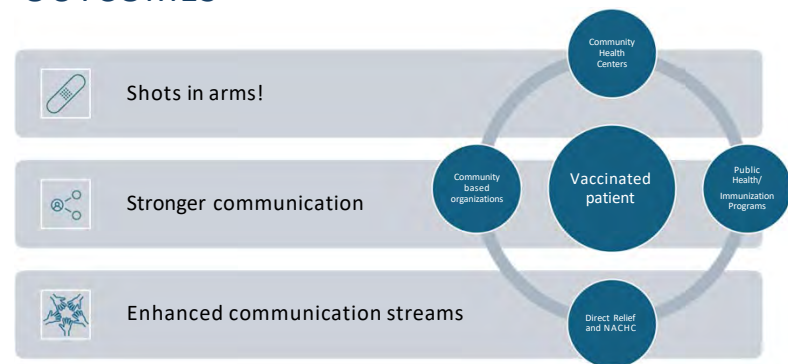 Shots in arms!
Stronger communication
Enhanced communication streams
Community
Health
Centers
Community
based
organizations
Vaccinated
patient
Public
Health/
Immunization
Programs
Direct Relief
and NACHC